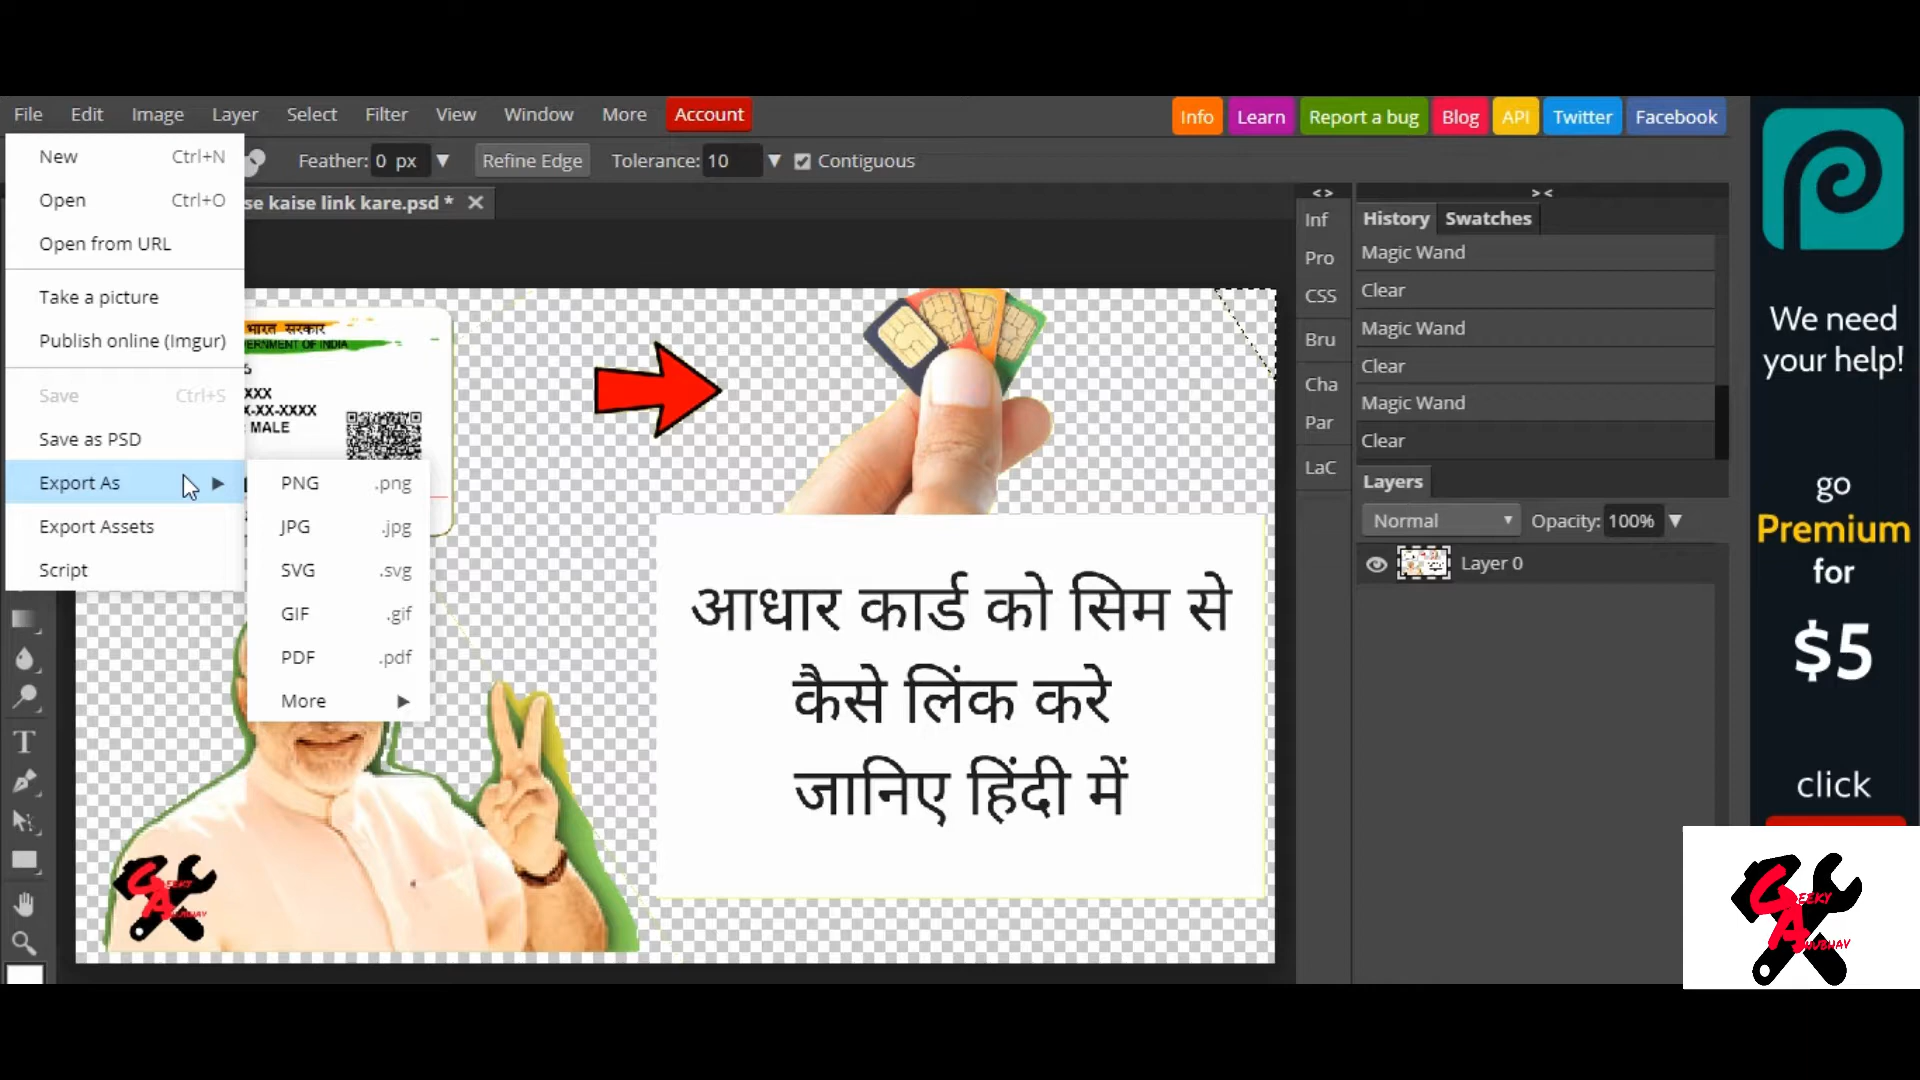 File Edit Image Layer Select Filter View Window More Account
Info Learn Report a bug Blog API Twitter Facebook
Feather: 0 px Refine Edge Tolerance: 10 Contiguous
se kaise link kare.psd *
New Ctrl+N
Open Ctrl+O
Open from URL
Take a picture
Publish online (Imgur)
Save Ctrl+S
Save as PSD
Export As
Export Assets
Script
PNG .png
JPG .jpg
SVG .svg
GIF .gif
PDF .pdf
More
भारत सरकार
ERNMENT OF INDIA
XXX
X-XX-XXXX
MALE
आधार कार्ड को सिम से
कैसे लिंक करे
जानिए हिंदी में
Inf
Pro
CSS
Bru
Cha
Par
LaC
History Swatches
Magic Wand
Clear
Magic Wand
Clear
Magic Wand
Clear
Layers
Normal Opacity: 100%
Layer 0
We need
your help!
go
Premium
for
$5
click
GEEKY
ANUBHAV